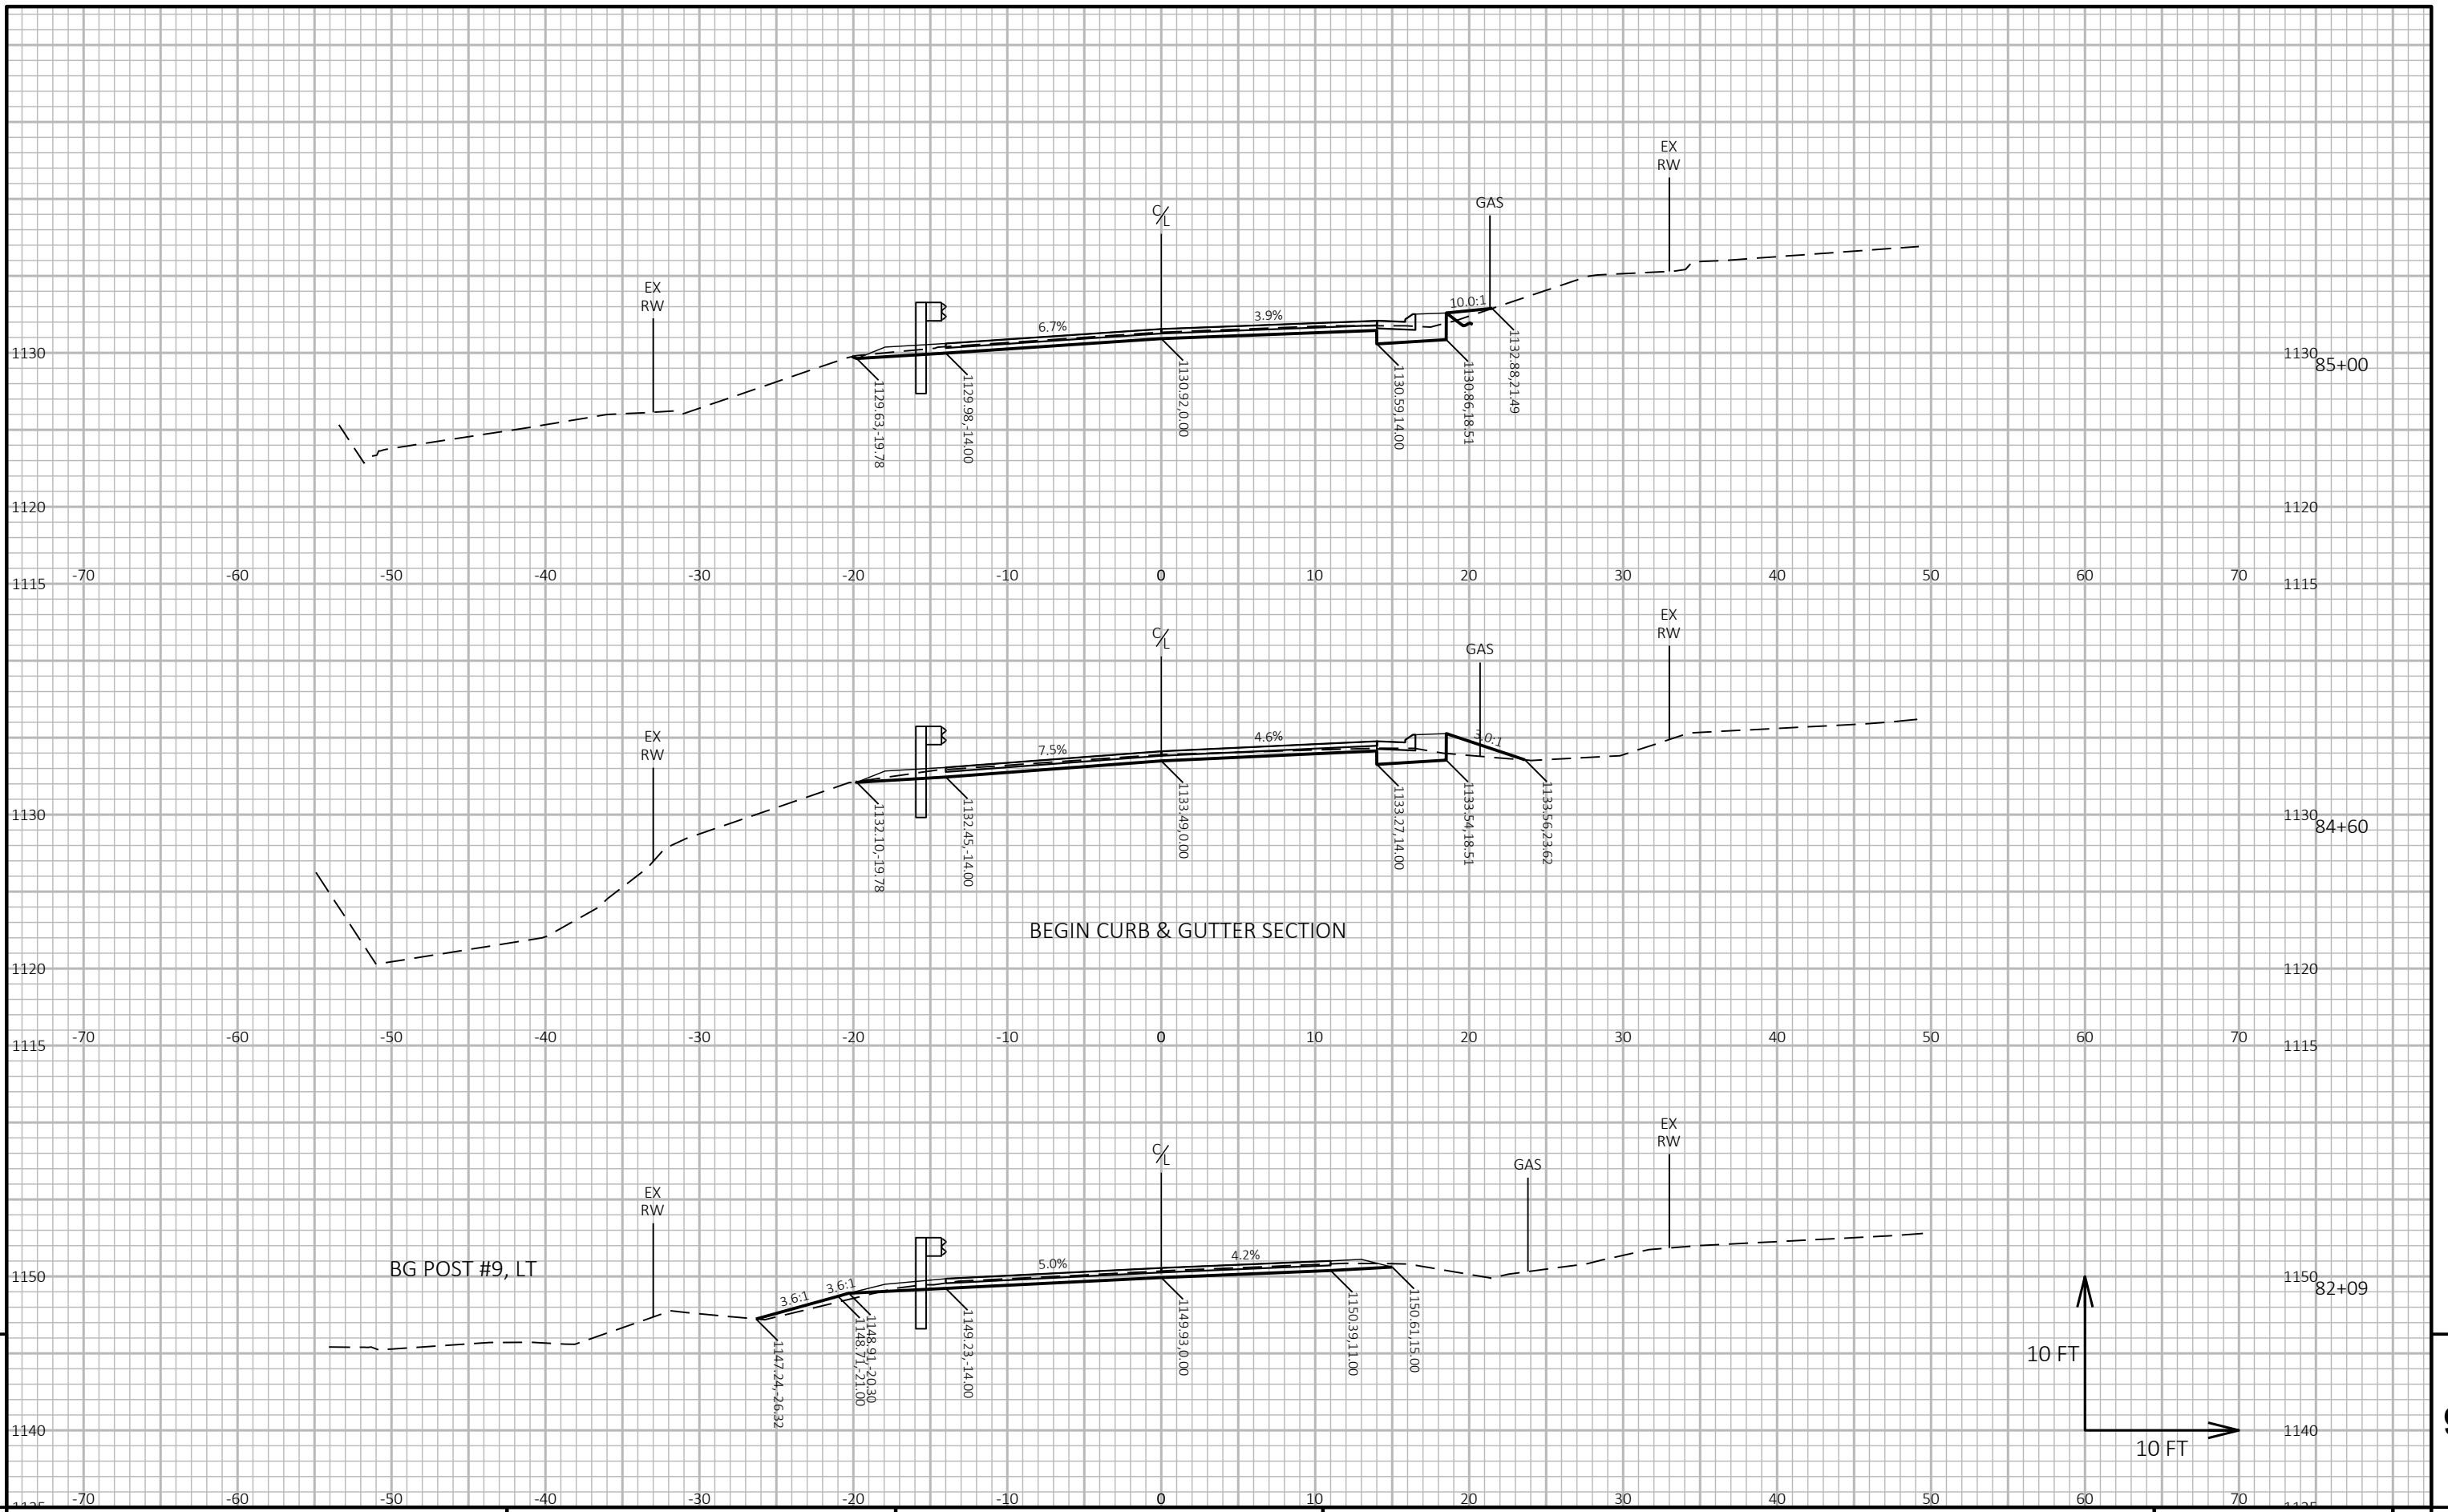 EX
RW
C/L
GAS
EX
RW
6.7%
3.9%
10.0:1
1130
1129.63,-19.78
1129.98,-14.00
1130.92,0.00
1130.59,14.00
1130.86,18.51
1132.88,21.49
1130
85+00
1120
1120
1115
-70 -60 -50 -40 -30 -20 -10 0 10 20 30 40 50 60 70
1115
EX
RW
C/L
GAS
EX
RW
7.5%
4.6%
3.0:1
1130
1132.10,-19.78
1132.45,-14.00
1133.49,0.00
1133.27,14.00
1133.54,18.51
1133.56,23.62
1130
84+60
BEGIN CURB & GUTTER SECTION
1120
1120
1115
-70 -60 -50 -40 -30 -20 -10 0 10 20 30 40 50 60 70
1115
EX
RW
C/L
GAS
EX
RW
BG POST #9, LT
3.6:1
3.6:1
5.0%
4.2%
1150
1147.24,-26.32
1148.71,-21.00
1148.91,-20.30
1149.23,-14.00
1149.93,0.00
1150.39,11.00
1150.61,15.00
1150
82+09
10 FT
10 FT
1140
1140
1135
-70 -60 -50 -40 -30 -20 -10 0 10 20 30 40 50 60 70
1135